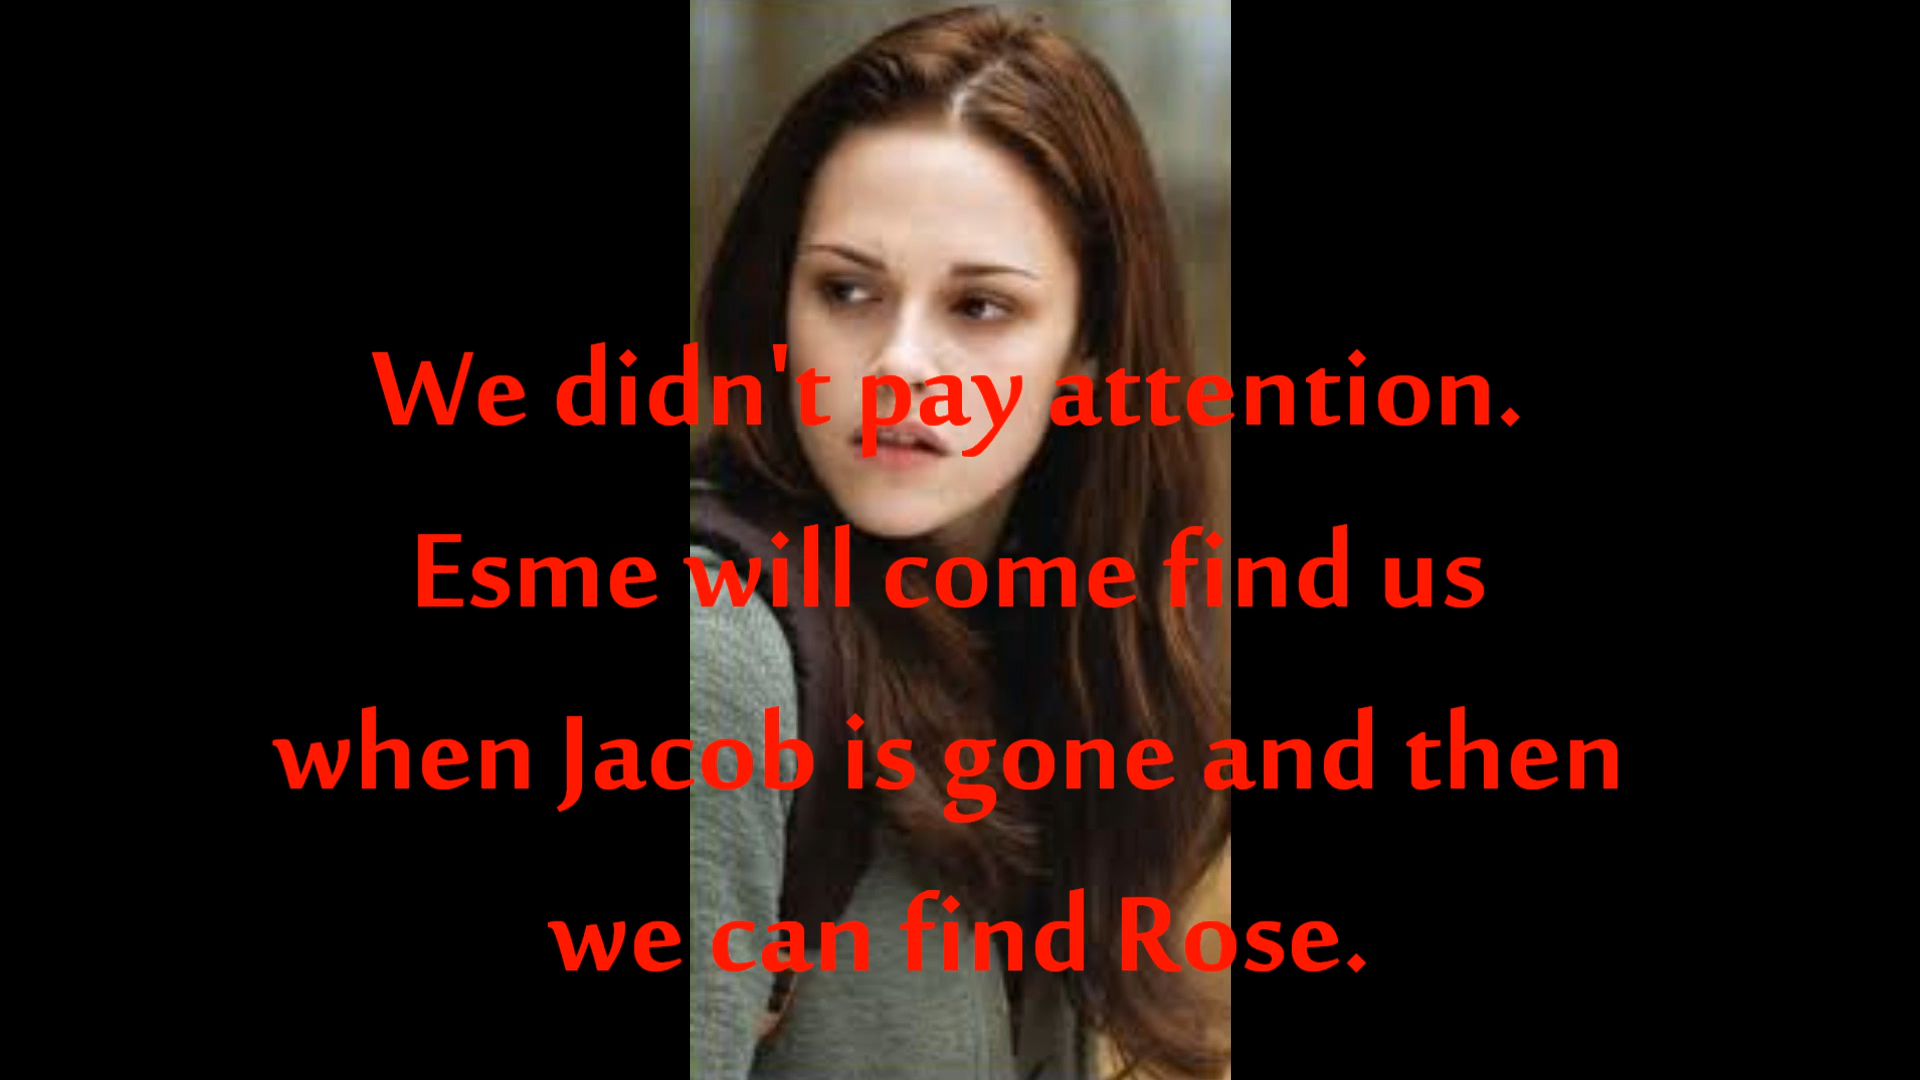 We didn't pay attention.
Esme will come find us
when Jacob is gone and then
we can find Rose.